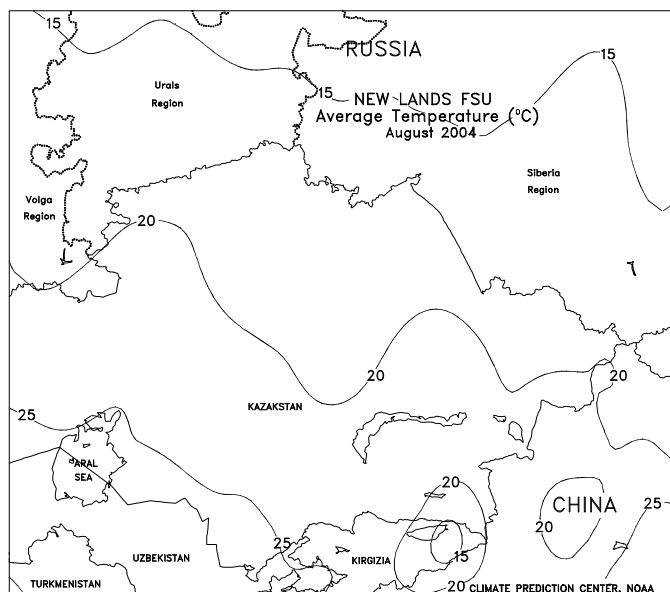 15
RUSSIA
15
Urals
Region
15
NEW LANDS FSU
Average Temperature (°C)
August 2004
Siberia
Region
Volga
Region
20
20
20
KAZAKSTAN
25
ARAL
SEA
20
CHINA
25
20
25
15
UZBEKISTAN
KIRGIZIA
TURKMENISTAN
20
CLIMATE PREDICTION CENTER, NOAA